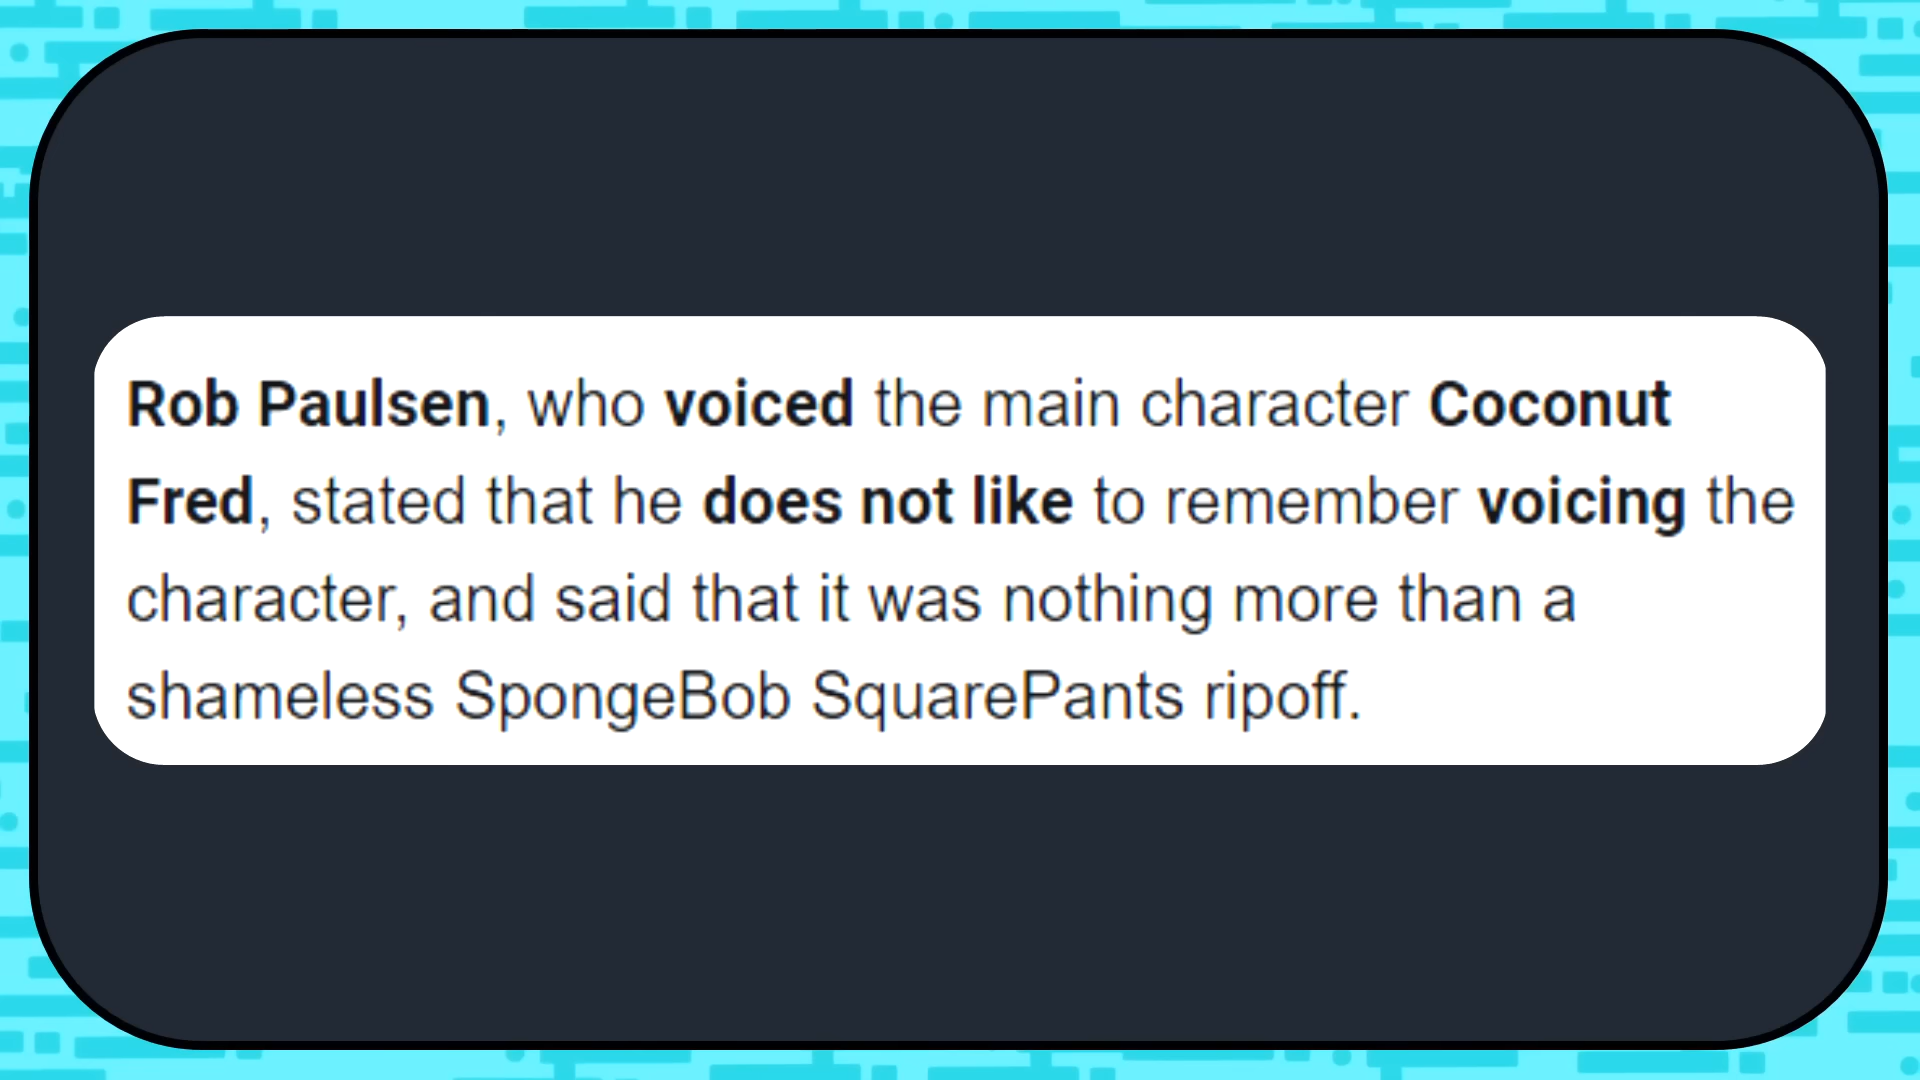 Rob Paulsen, who voiced the main character Coconut
Fred, stated that he does not like to remember voicing the
character, and said that it was nothing more than a
shameless SpongeBob SquarePants ripoff.